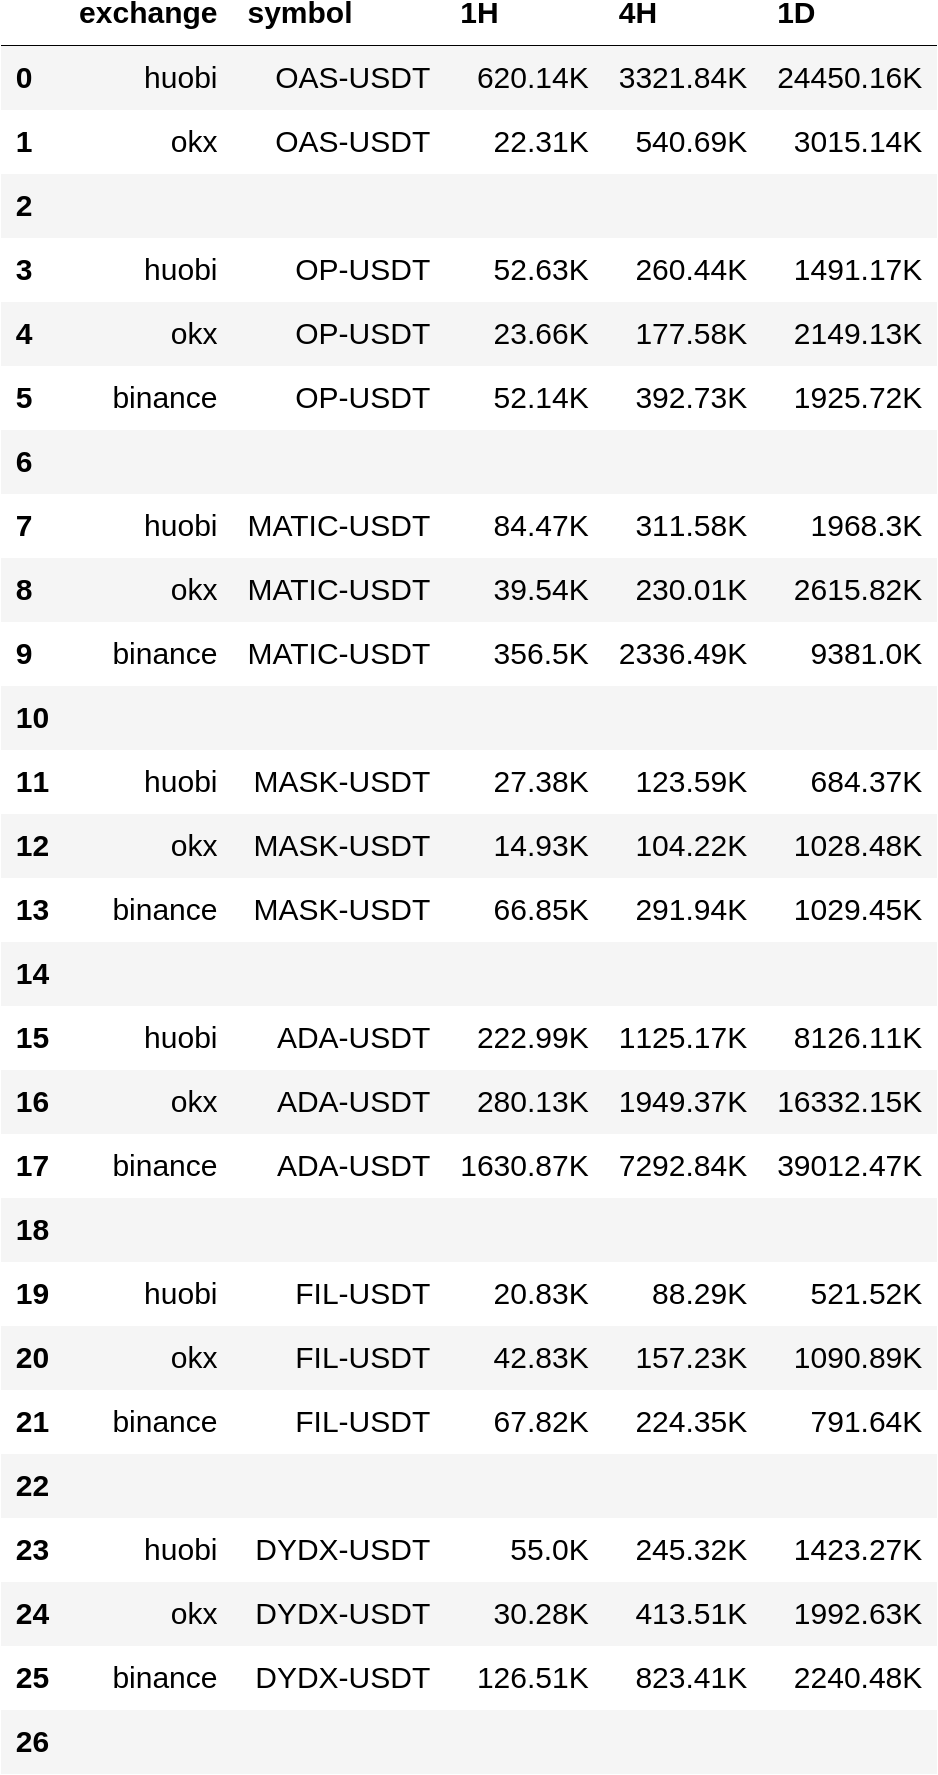 exchange symbol 1H 4H 1D
0 huobi OAS-USDT 620.14K 3321.84K 24450.16K
1 okx OAS-USDT 22.31K 540.69K 3015.14K
2
3 huobi OP-USDT 52.63K 260.44K 1491.17K
4 okx OP-USDT 23.66K 177.58K 2149.13K
5 binance OP-USDT 52.14K 392.73K 1925.72K
6
7 huobi MATIC-USDT 84.47K 311.58K 1968.3K
8 okx MATIC-USDT 39.54K 230.01K 2615.82K
9 binance MATIC-USDT 356.5K 2336.49K 9381.0K
10
11 huobi MASK-USDT 27.38K 123.59K 684.37K
12 okx MASK-USDT 14.93K 104.22K 1028.48K
13 binance MASK-USDT 66.85K 291.94K 1029.45K
14
15 huobi ADA-USDT 222.99K 1125.17K 8126.11K
16 okx ADA-USDT 280.13K 1949.37K 16332.15K
17 binance ADA-USDT 1630.87K 7292.84K 39012.47K
18
19 huobi FIL-USDT 20.83K 88.29K 521.52K
20 okx FIL-USDT 42.83K 157.23K 1090.89K
21 binance FIL-USDT 67.82K 224.35K 791.64K
22
23 huobi DYDX-USDT 55.0K 245.32K 1423.27K
24 okx DYDX-USDT 30.28K 413.51K 1992.63K
25 binance DYDX-USDT 126.51K 823.41K 2240.48K
26